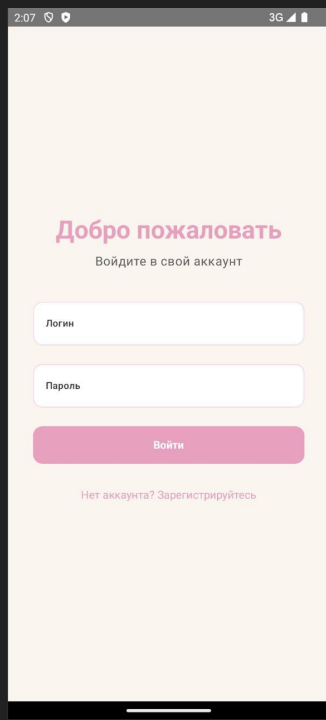 2:07 3G
Добро пожаловать
Войдите в свой аккаунт
Логин
Пароль
Войти
Нет аккаунта? Зарегистрируйтесь